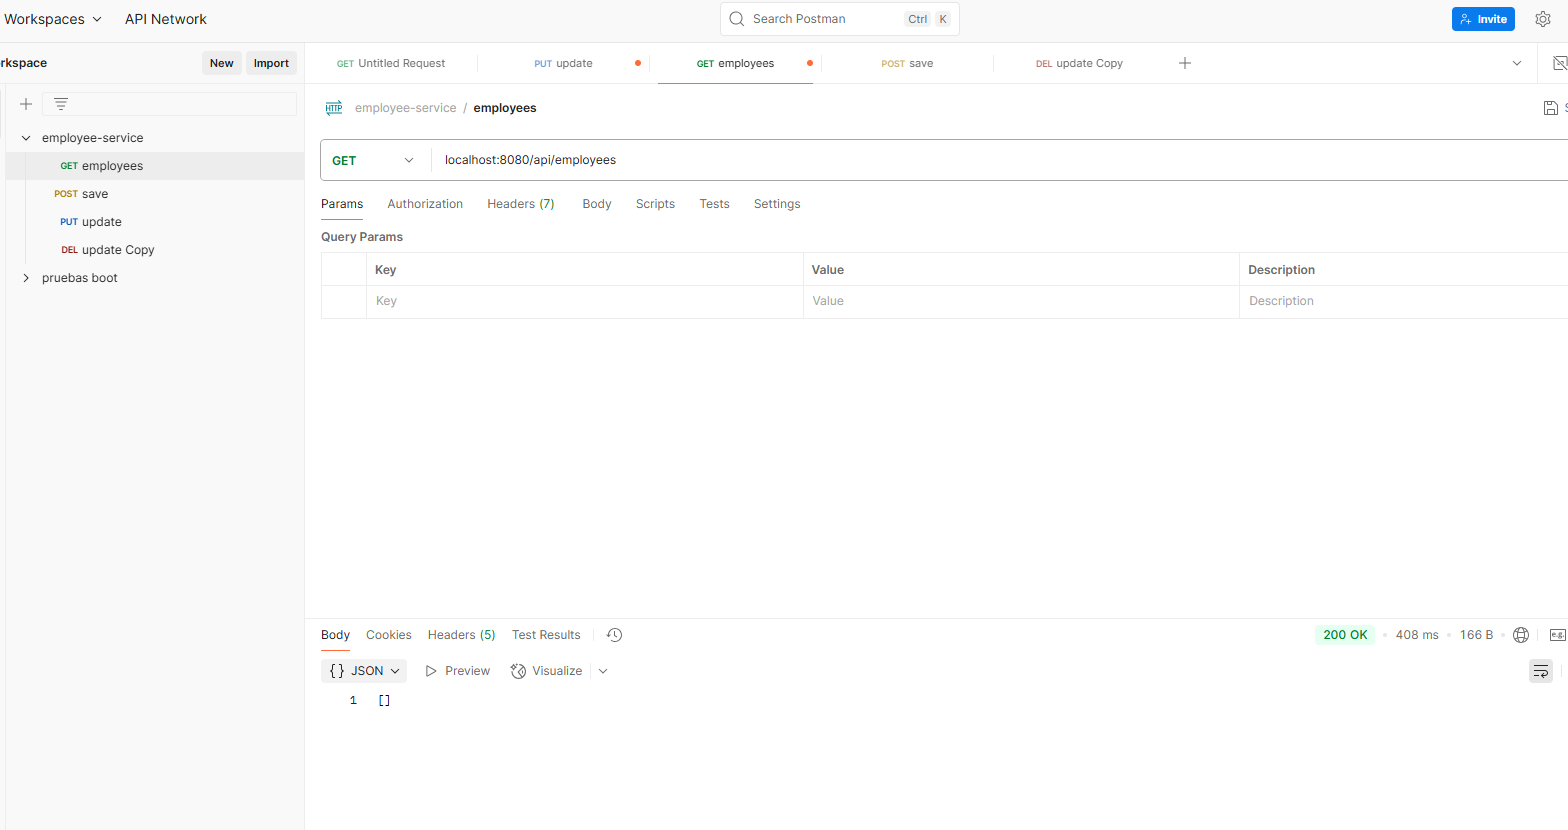 Workspaces API Network Search Postman Ctrl K Invite
rkspace New Import GET Untitled Request PUT update GET employees POST save DEL update Copy
HTTP employee-service / employees
employee-service
GET employees
POST save
PUT update
DEL update Copy
pruebas boot
GET localhost:8080/api/employees
Params Authorization Headers (7) Body Scripts Tests Settings
Query Params
Key Value Description
Key Value Description
Body Cookies Headers (5) Test Results 200 OK • 408 ms • 166 B • e.g.
{} JSON Preview Visualize
1 []